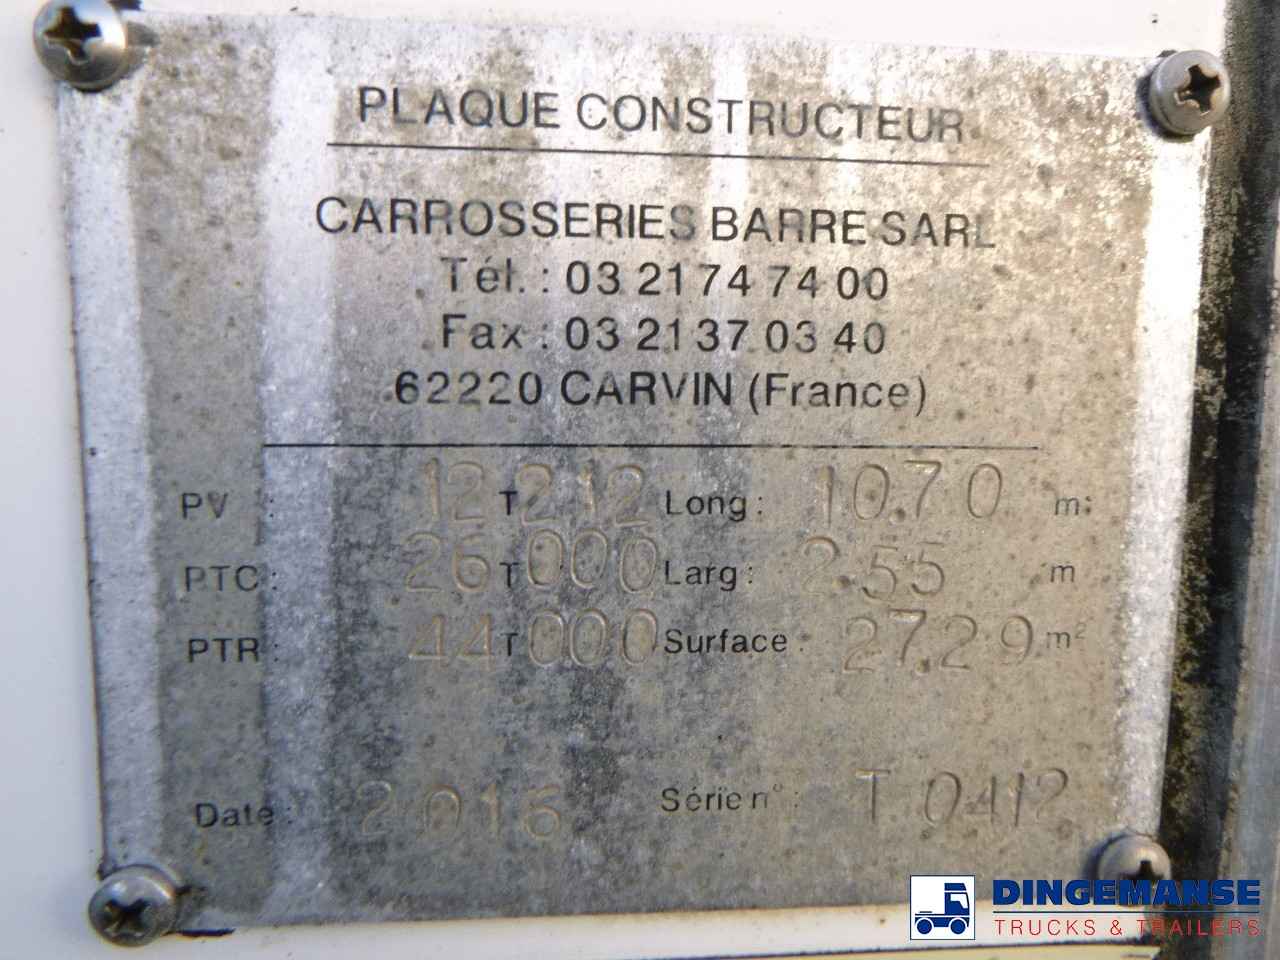 PLAQUE CONSTRUCTEUR
CARROSSERIES BARRE SARL
Tél. : 03 21 74 74 00
Fax : 03 21 37 03 40
62220 CARVIN (France)
PV : 12 T 212 Long : 10.70 m
PTC : 26 T 000 Larg : 2.55 m
PTR : 44 T 000 Surface : 27.29 m²
Date : 2016 Série n° : T 0412
DINGEMANSE
TRUCKS & TRAILERS